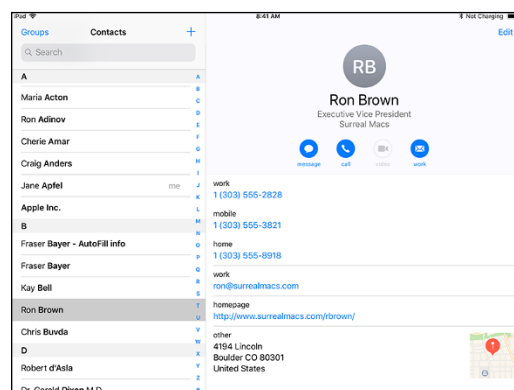 iPad
8:41 AM
Not Charging
Groups
Contacts
+
Edit
Search
A
Maria Acton
Ron Adinov
Cherie Amar
Craig Anders
Jane Apfel
me
Apple Inc.
B
Fraser Bayer - AutoFill info
Fraser Bayer
Kay Bell
Ron Brown
Chris Buvda
D
Robert d'Asla
Dr. Gerald Dixon M.D.
A
B
C
D
E
F
G
H
I
J
K
L
M
N
O
P
Q
R
S
T
U
V
W
X
Y
Z
RB
Ron Brown
Executive Vice President
Surreal Macs
message
call
video
work
work
1 (303) 555-2828
mobile
1 (303) 555-3821
home
1 (303) 555-8918
work
ron@surrealmacs.com
homepage
http://www.surrealmacs.com/rbrown/
other
4194 Lincoln
Boulder CO 80301
United States